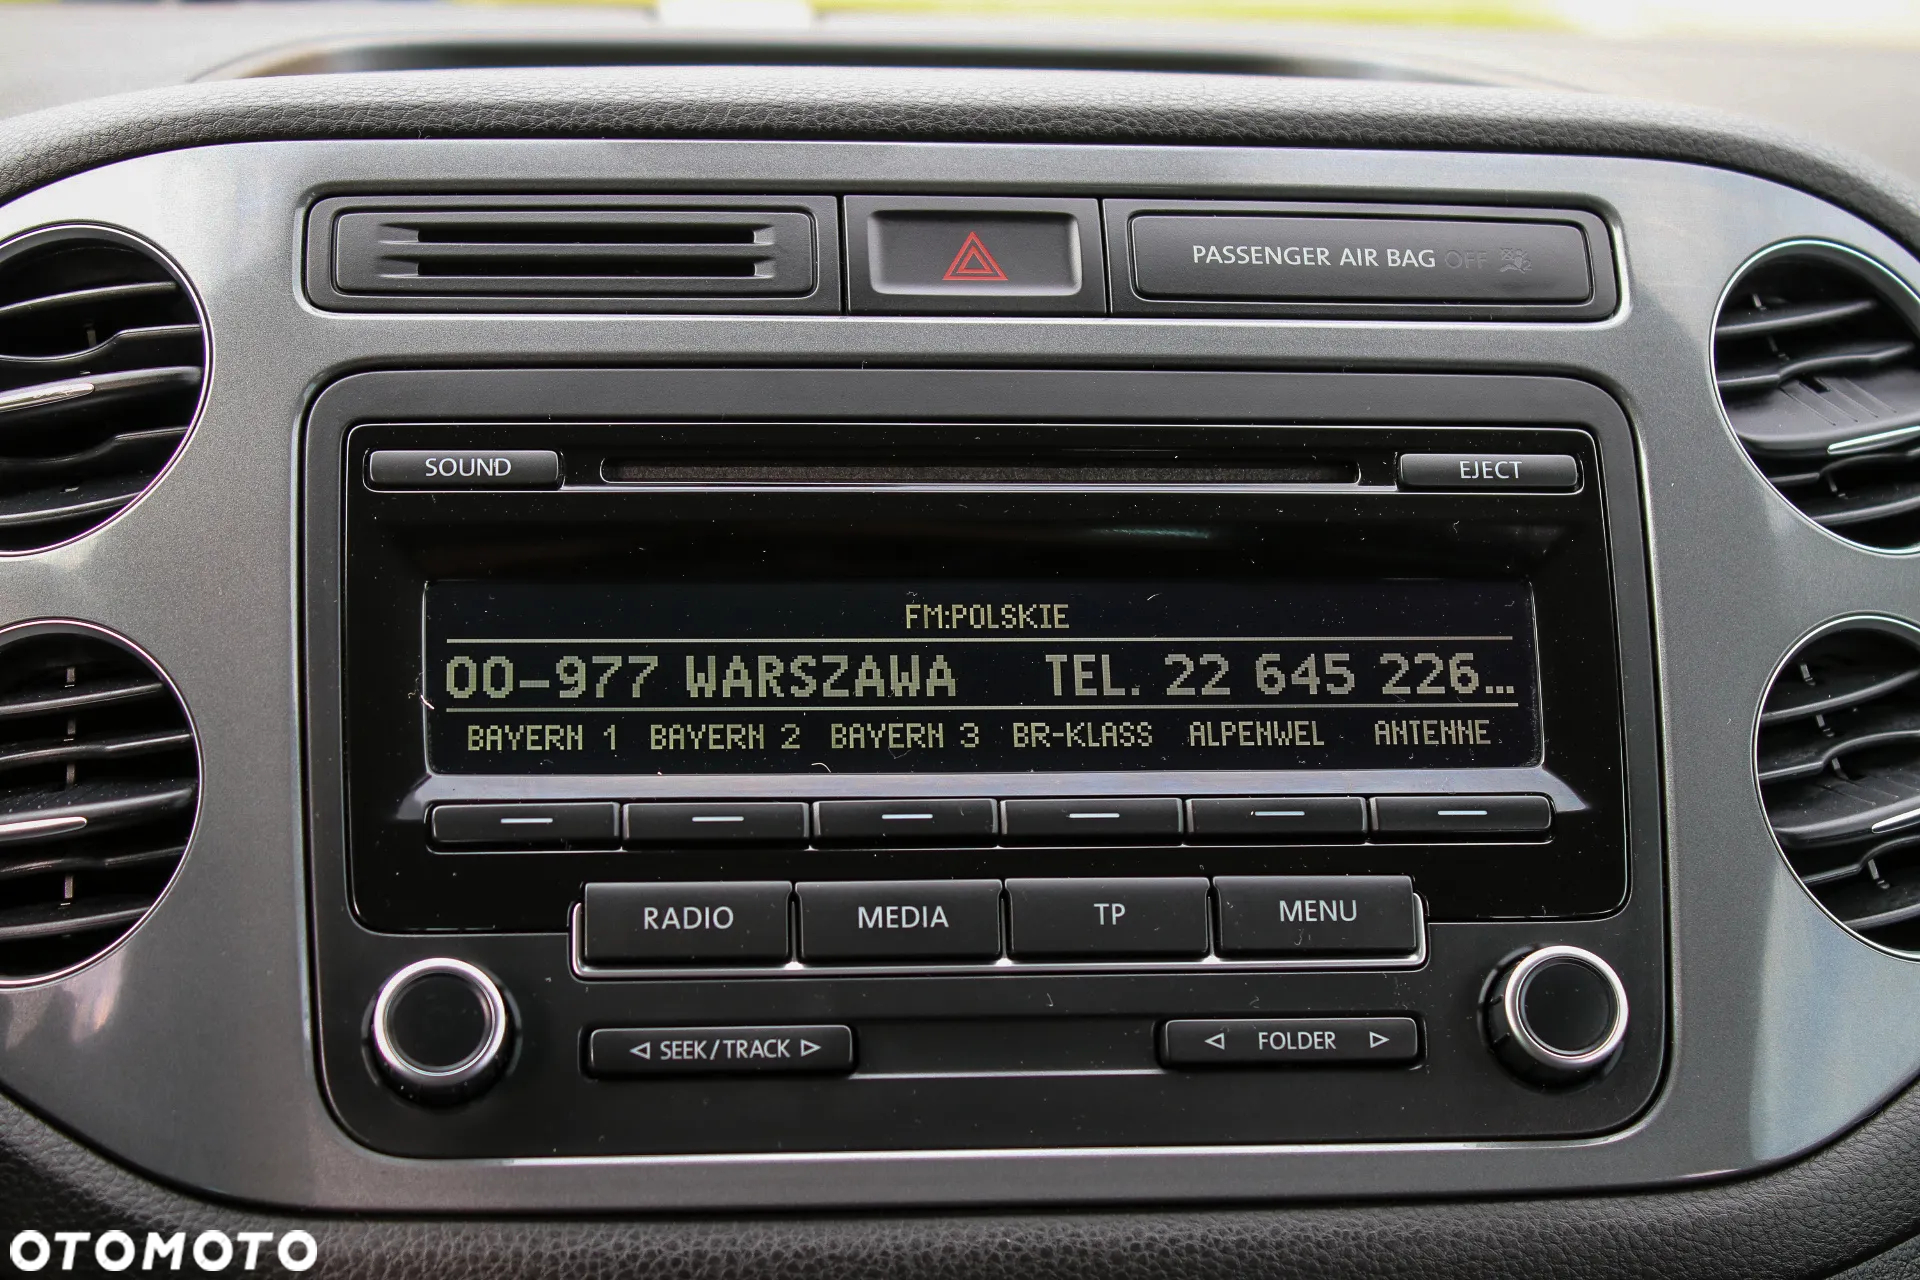 PASSENGER AIR BAG OFF
SOUND
EJECT
FM:POLSKIE
00-977 WARSZAWA TEL. 22 645 226...
BAYERN 1 BAYERN 2 BAYERN 3 BR-KLASS ALPENWEL ANTENNE
RADIO MEDIA TP MENU
SEEK/TRACK FOLDER
OTOMOTO